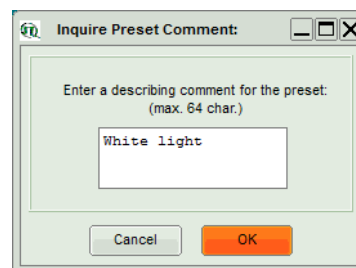 Inquire Preset Comment:
Enter a describing comment for the preset:
(max. 64 char.)
White light
Cancel
OK